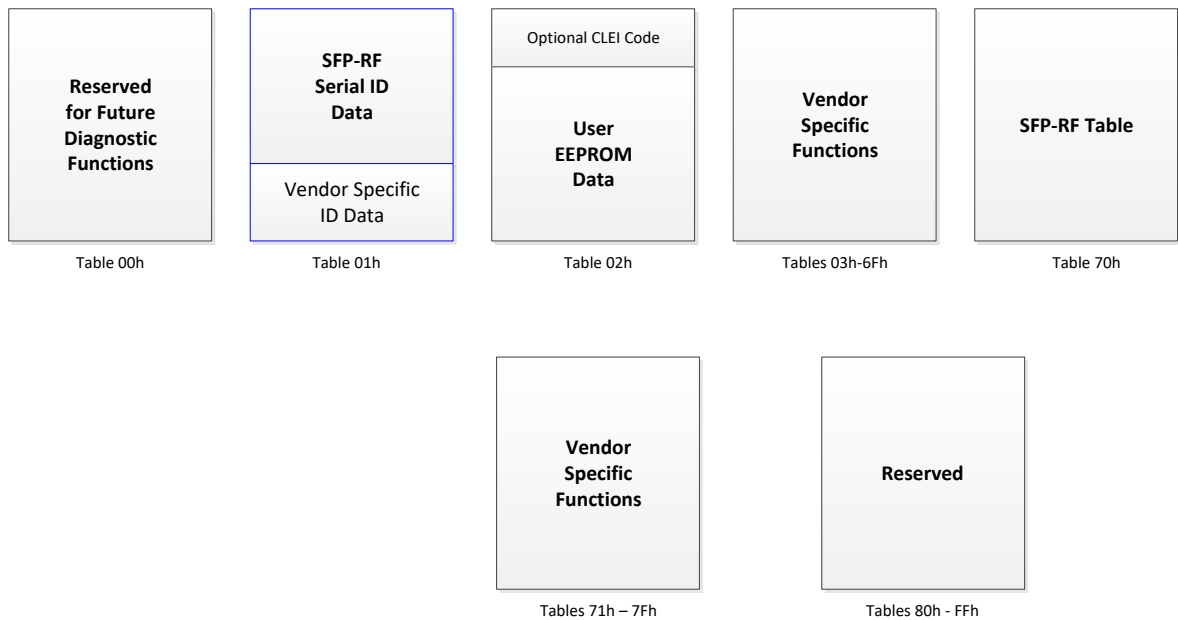 Reserved
for Future
Diagnostic
Functions
Table 00h
SFP-RF
Serial ID
Data
Vendor Specific
ID Data
Table 01h
Optional CLEI Code
User
EEPROM
Data
Table 02h
Vendor
Specific
Functions
Tables 03h-6Fh
SFP-RF Table
Table 70h
Vendor
Specific
Functions
Tables 71h – 7Fh
Reserved
Tables 80h - FFh